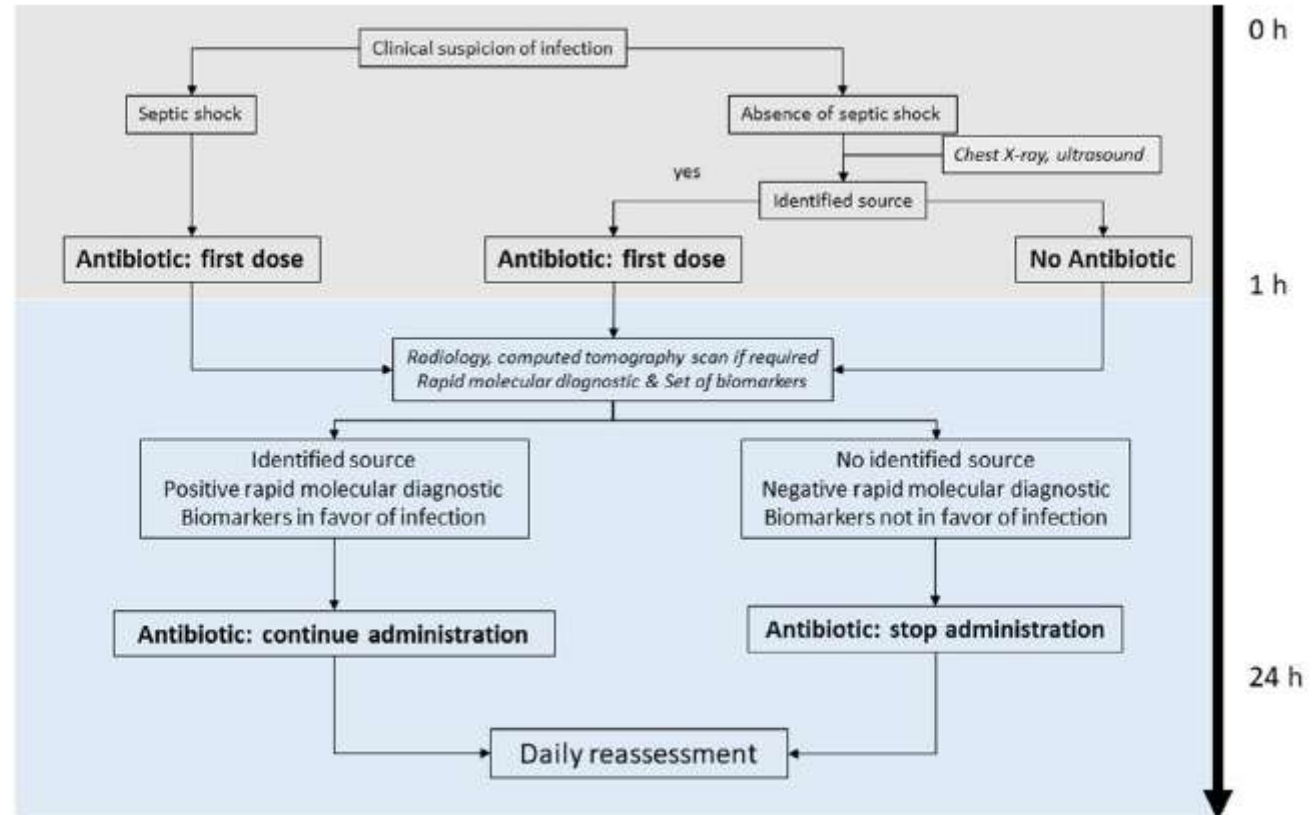 0 h
Clinical suspicion of infection
Septic shock
Absence of septic shock
Chest X-ray, ultrasound
yes
Identified source
Antibiotic: first dose
Antibiotic: first dose
No Antibiotic
1 h
Radiology, computed tomography scan if required
Rapid molecular diagnostic & Set of biomarkers
Identified source
Positive rapid molecular diagnostic
Biomarkers in favor of infection
No identified source
Negative rapid molecular diagnostic
Biomarkers not in favor of infection
Antibiotic: continue administration
Antibiotic: stop administration
24 h
Daily reassessment